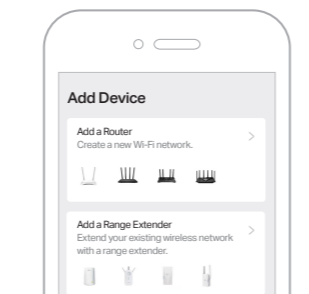 Add Device
Add a Router
Create a new Wi-Fi network.
Add a Range Extender
Extend your existing wireless network
with a range extender.